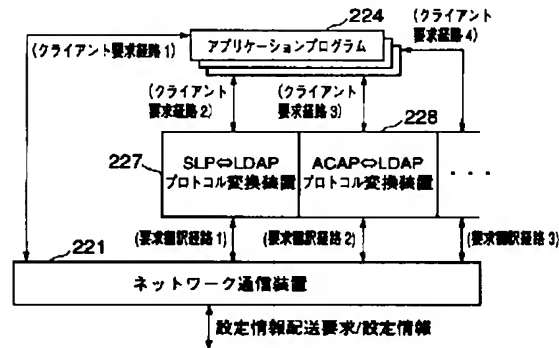 224
(クライアント要求経路1)
アプリケーションプログラム
(クライアント
要求経路4)
(クライアント
要求経路2)
(クライアント
要求経路3)
228
227
SLP⇔LDAP
プロトコル変換装置
ACAP⇔LDAP
プロトコル変換装置
・・・
(要求翻訳経路1)
(要求翻訳経路2)
(要求翻訳経路3)
221
ネットワーク通信装置
設定情報配送要求/設定情報